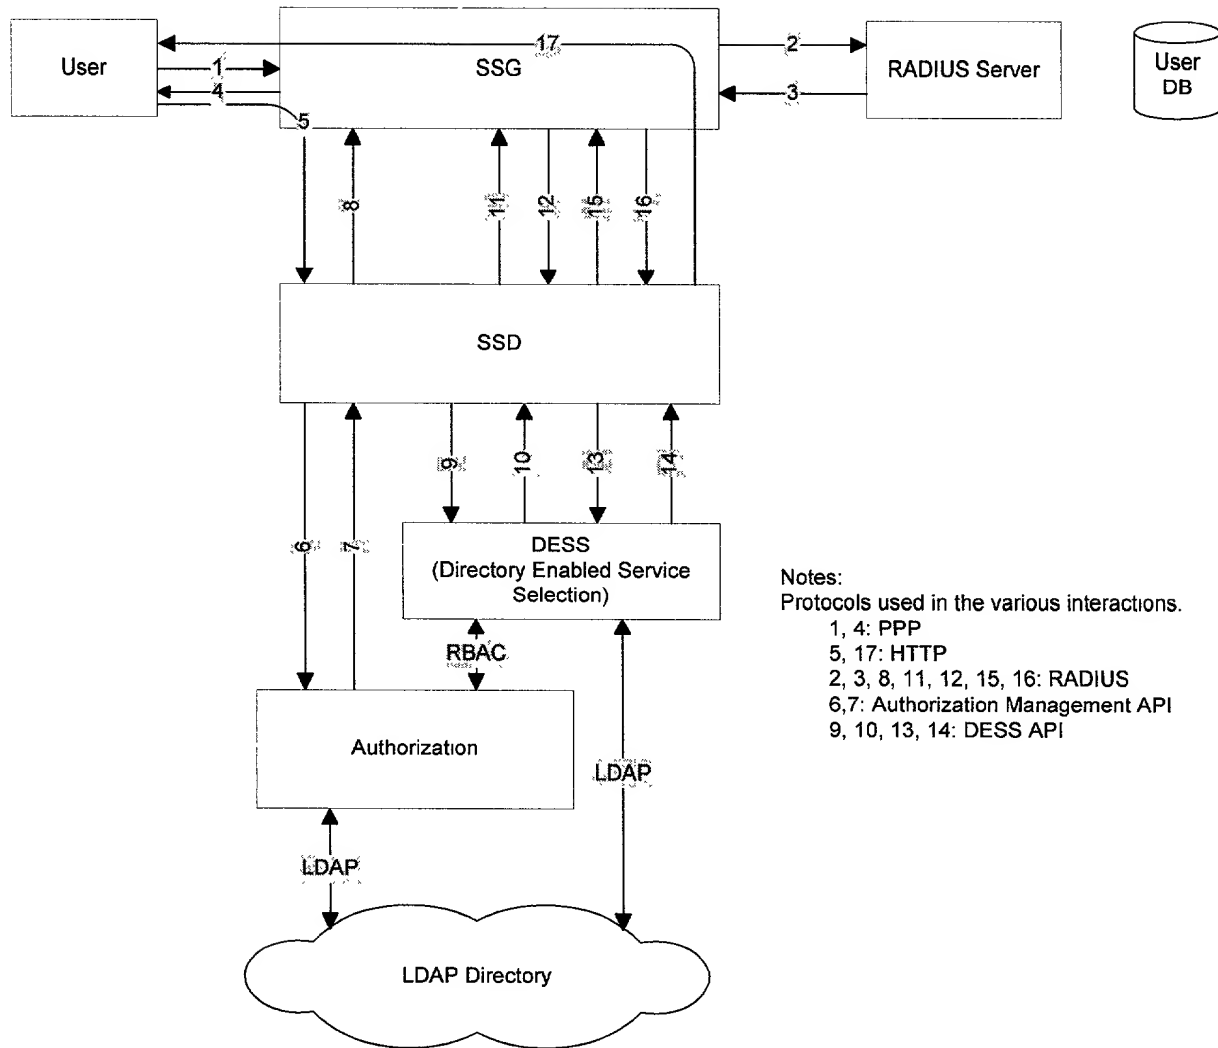 17
2
User
1
SSG
RADIUS Server
User
DB
4
3
5
8
11
12
15
16
SSD
9
10
13
14
6
7
DESS
(Directory Enabled Service
Selection)
Notes:
Protocols used in the various interactions.
1, 4: PPP
5, 17: HTTP
2, 3, 8, 11, 12, 15, 16: RADIUS
6,7: Authorization Management API
9, 10, 13, 14: DESS API
RBAC
Authorization
LDAP
LDAP
LDAP Directory